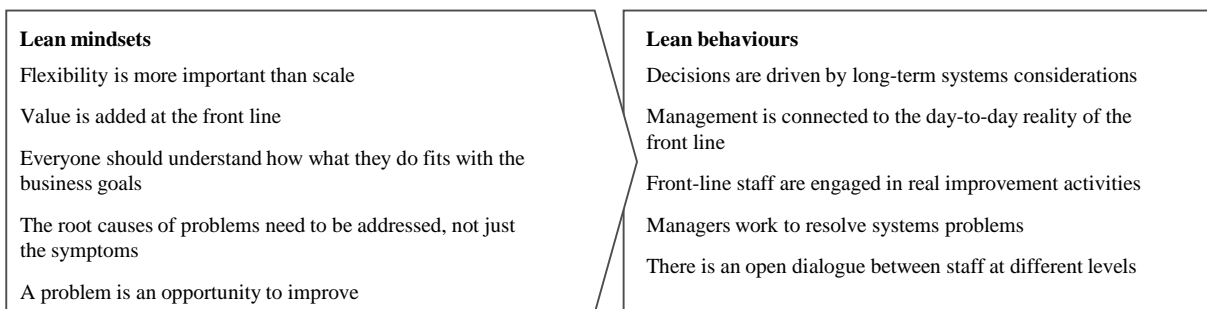 Lean mindsets
Flexibility is more important than scale
Value is added at the front line
Everyone should understand how what they do fits with the
business goals
The root causes of problems need to be addressed, not just
the symptoms
A problem is an opportunity to improve
Lean behaviours
Decisions are driven by long-term systems considerations
Management is connected to the day-to-day reality of the
front line
Front-line staff are engaged in real improvement activities
Managers work to resolve systems problems
There is an open dialogue between staff at different levels